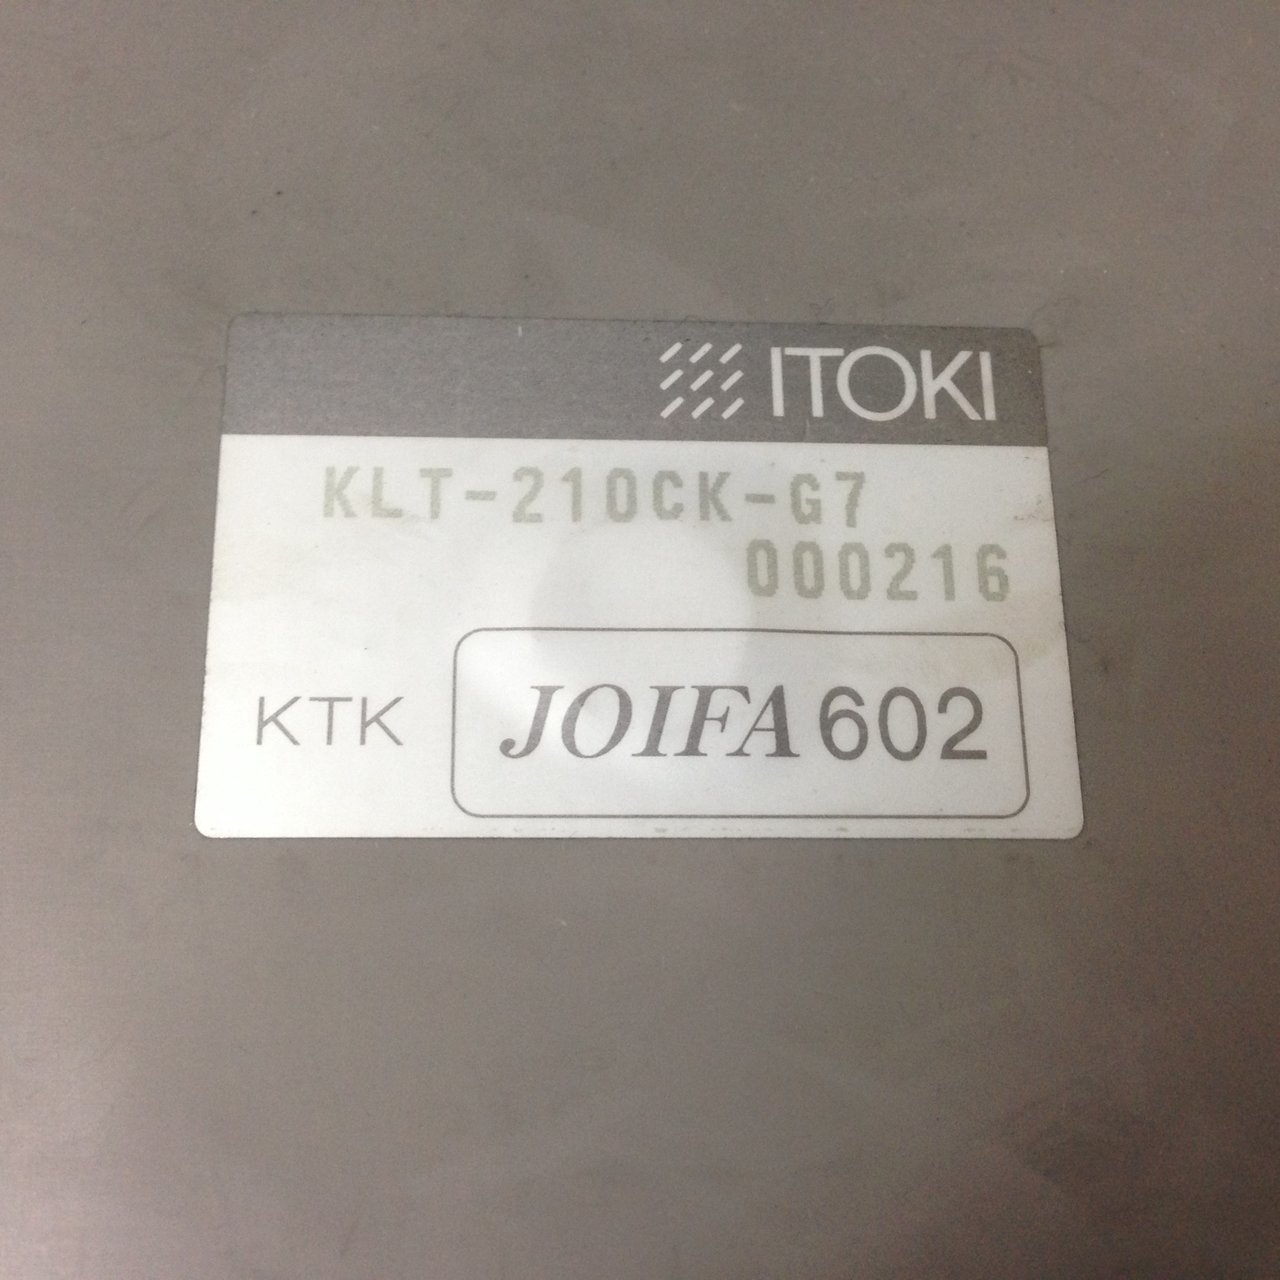 ITOKI
KLT-210CK-G7
000216
KTK
JOIFA 602